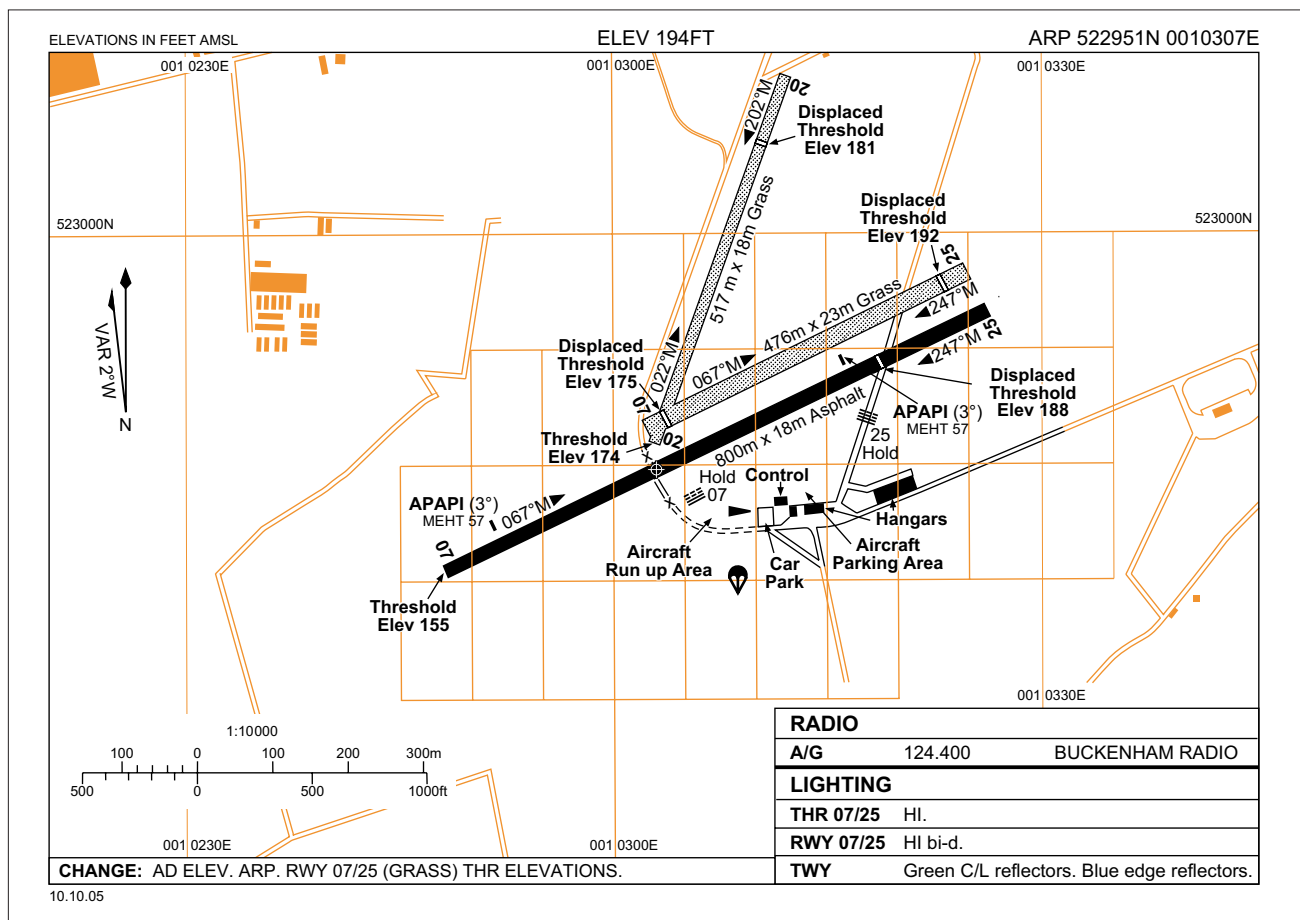 ELEVATIONS IN FEET AMSL
ELEV 194FT
ARP 522951N 0010307E
001 0230E
001 0300E
001 0330E
20
202°M
Displaced
Threshold
Elev 181
517 m x 18m Grass
523000N
523000N
Displaced
Threshold
Elev 192
25
VAR 2°W
N
476m x 23m Grass
247°M
25
247°M
Displaced
Threshold
Elev 175
022°M
067°M
07
02
Threshold
Elev 174
800m x 18m Asphalt
APAPI (3°)
MEHT 57
Displaced
Threshold
Elev 188
25
Hold
Hold
07
Control
APAPI (3°)
MEHT 57
067°M
07
Hangars
Aircraft
Run up Area
Car
Park
Aircraft
Parking Area
Threshold
Elev 155
001 0330E
1:10000
100 0 100 200 300m
500 0 500 1000ft
001 0230E
001 0300E
RADIO
A/G 124.400 BUCKENHAM RADIO
LIGHTING
THR 07/25 HI.
RWY 07/25 HI bi-d.
TWY Green C/L reflectors. Blue edge reflectors.
CHANGE: AD ELEV. ARP. RWY 07/25 (GRASS) THR ELEVATIONS.
10.10.05